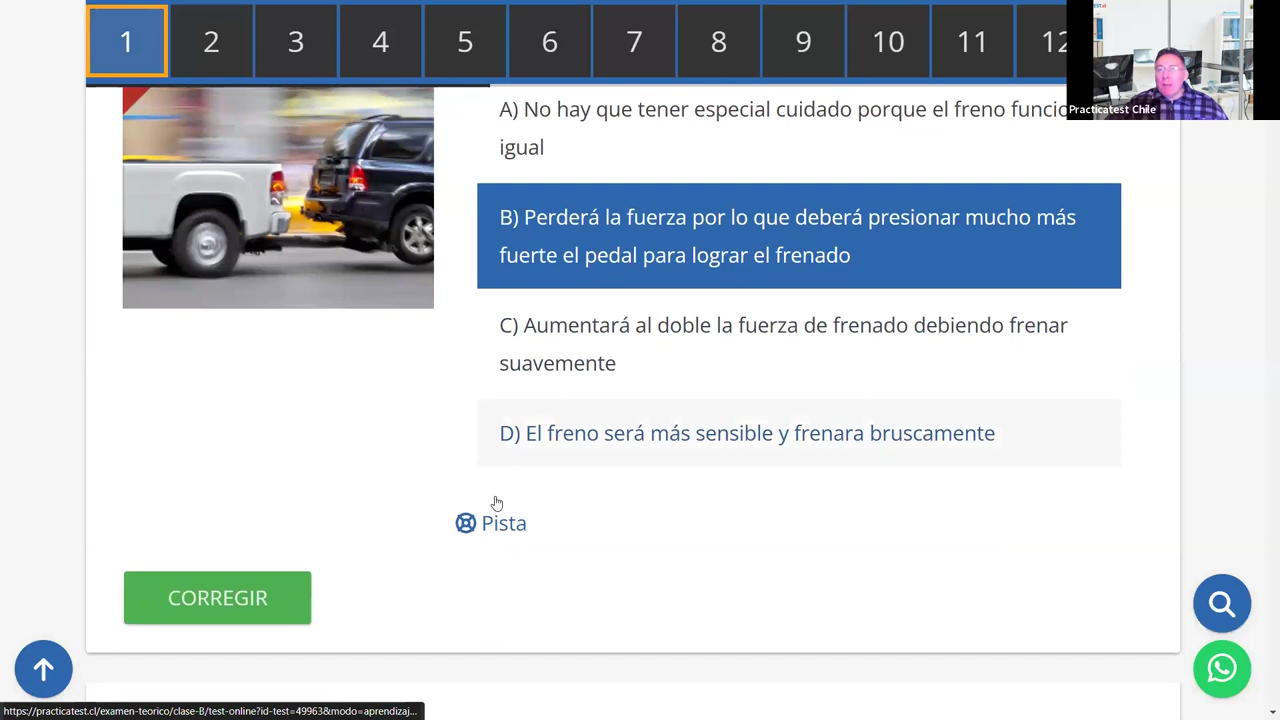 1 2 3 4 5 6 7 8 9 10 11 12
Practicatest Chile
A) No hay que tener especial cuidado porque el freno funcio
igual
B) Perderá la fuerza por lo que deberá presionar mucho más
fuerte el pedal para lograr el frenado
C) Aumentará al doble la fuerza de frenado debiendo frenar
suavemente
D) El freno será más sensible y frenara bruscamente
Pista
CORREGIR
https://practicatest.cl/examen-teorico/clase-B/test-online?id-test=49963&modo=aprendizaj...